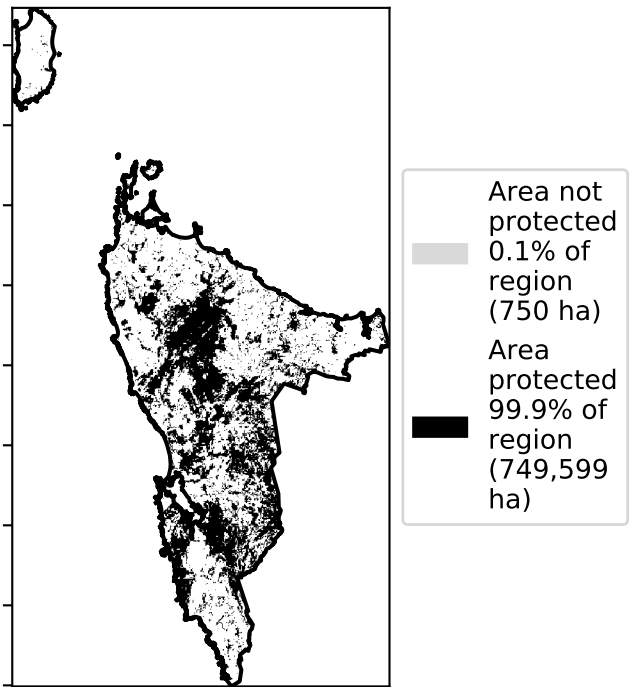 Area not
protected
0.1% of
region
(750 ha)
Area
protected
99.9% of
region
(749,599
ha)